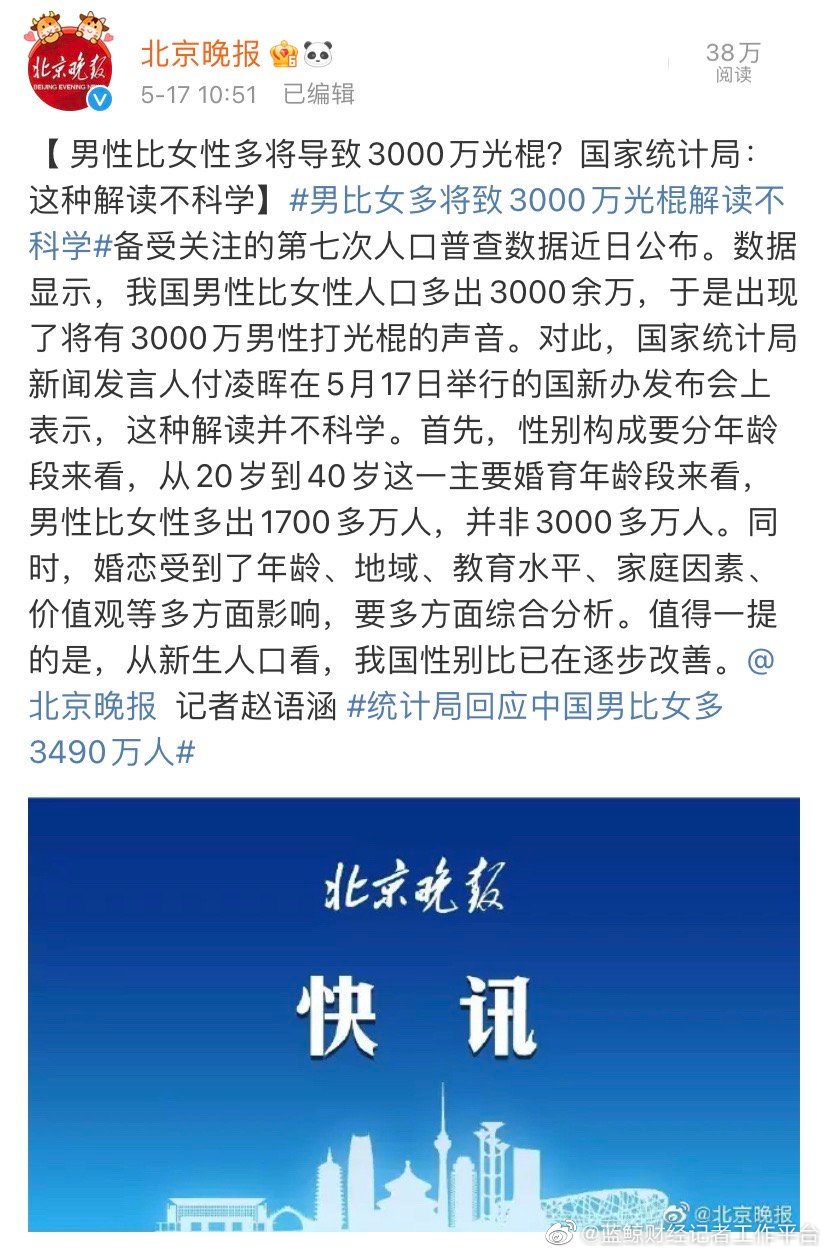 北京晚报
38万
阅读
5-17 10:51 已编辑
北京晚报
BEIJING EVENING
【 男性比女性多将导致3000万光棍？国家统计局：
这种解读不科学】#男比女多将致3000万光棍解读不
科学#备受关注的第七次人口普查数据近日公布。数据
显示，我国男性比女性人口多出3000余万，于是出现
了将有3000万男性打光棍的声音。对此，国家统计局
新闻发言人付凌晖在5月17日举行的国新办发布会上
表示，这种解读并不科学。首先，性别构成要分年龄
段来看，从20岁到40岁这一主要婚育年龄段来看，
男性比女性多出1700多万人，并非3000多万人。同
时，婚恋受到了年龄、地域、教育水平、家庭因素、
价值观等多方面影响，要多方面综合分析。值得一提
的是，从新生人口看，我国性别比已在逐步改善。@
北京晚报 记者赵语涵 #统计局回应中国男比女多
3490万人#
北京晚报
快 讯
@北京晚报
@蓝鲸财经记者工作平台